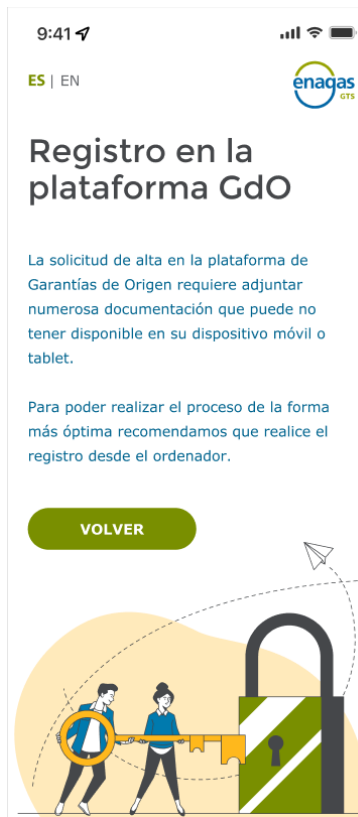 9:41
ES | EN
enagas
GTS
Registro en la
plataforma GdO
La solicitud de alta en la plataforma de
Garantías de Origen requiere adjuntar
numerosa documentación que puede no
tener disponible en su dispositivo móvil o
tablet.
Para poder realizar el proceso de la forma
más óptima recomendamos que realice el
registro desde el ordenador.
VOLVER